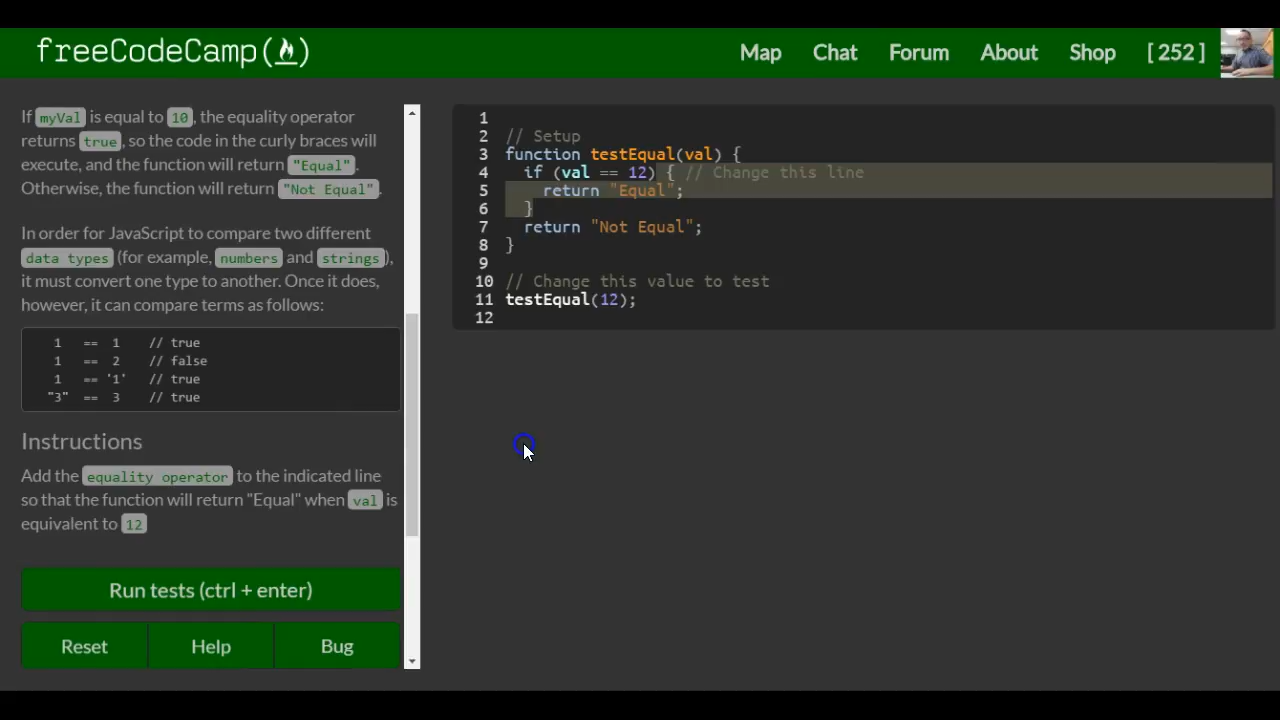 freeCodeCamp(🔥)
Map Chat Forum About Shop [ 252 ]
If myVal is equal to 10, the equality operator
returns true, so the code in the curly braces will
execute, and the function will return "Equal".
Otherwise, the function will return "Not Equal".
In order for JavaScript to compare two different
data types (for example, numbers and strings),
it must convert one type to another. Once it does,
however, it can compare terms as follows:
1 == 1 // true
1 == 2 // false
1 == '1' // true
"3" == 3 // true
Instructions
Add the equality operator to the indicated line
so that the function will return "Equal" when val is
equivalent to 12
Run tests (ctrl + enter)
Reset Help Bug
1
2 // Setup
3 function testEqual(val) {
4 if (val == 12) { // Change this line
5 return "Equal";
6 }
7 return "Not Equal";
8 }
9
10 // Change this value to test
11 testEqual(12);
12